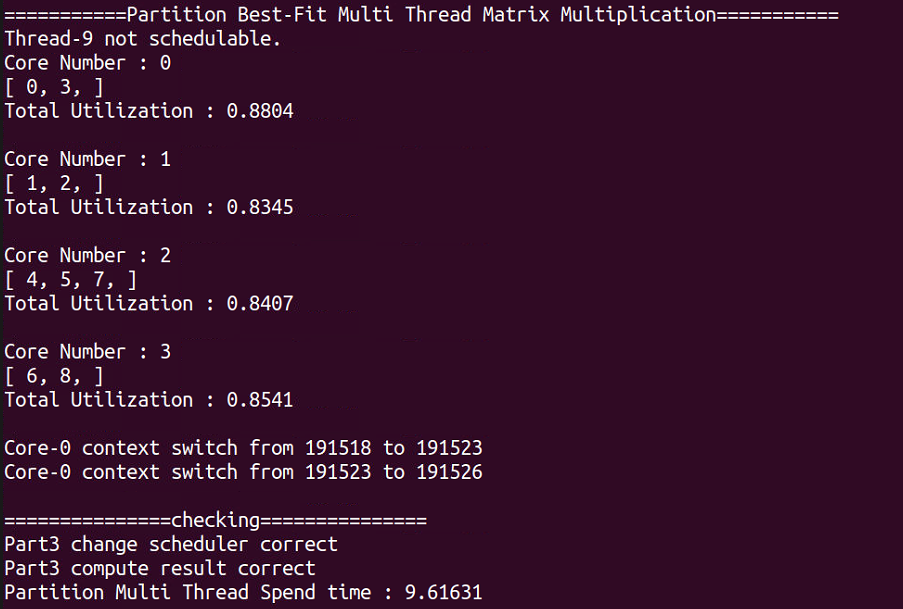 ===========Partition Best-Fit Multi Thread Matrix Multiplication===========
Thread-9 not schedulable.
Core Number : 0
[ 0, 3, ]
Total Utilization : 0.8804
Core Number : 1
[ 1, 2, ]
Total Utilization : 0.8345
Core Number : 2
[ 4, 5, 7, ]
Total Utilization : 0.8407
Core Number : 3
[ 6, 8, ]
Total Utilization : 0.8541
Core-0 context switch from 191518 to 191523
Core-0 context switch from 191523 to 191526
===============checking===============
Part3 change scheduler correct
Part3 compute result correct
Partition Multi Thread Spend time : 9.61631